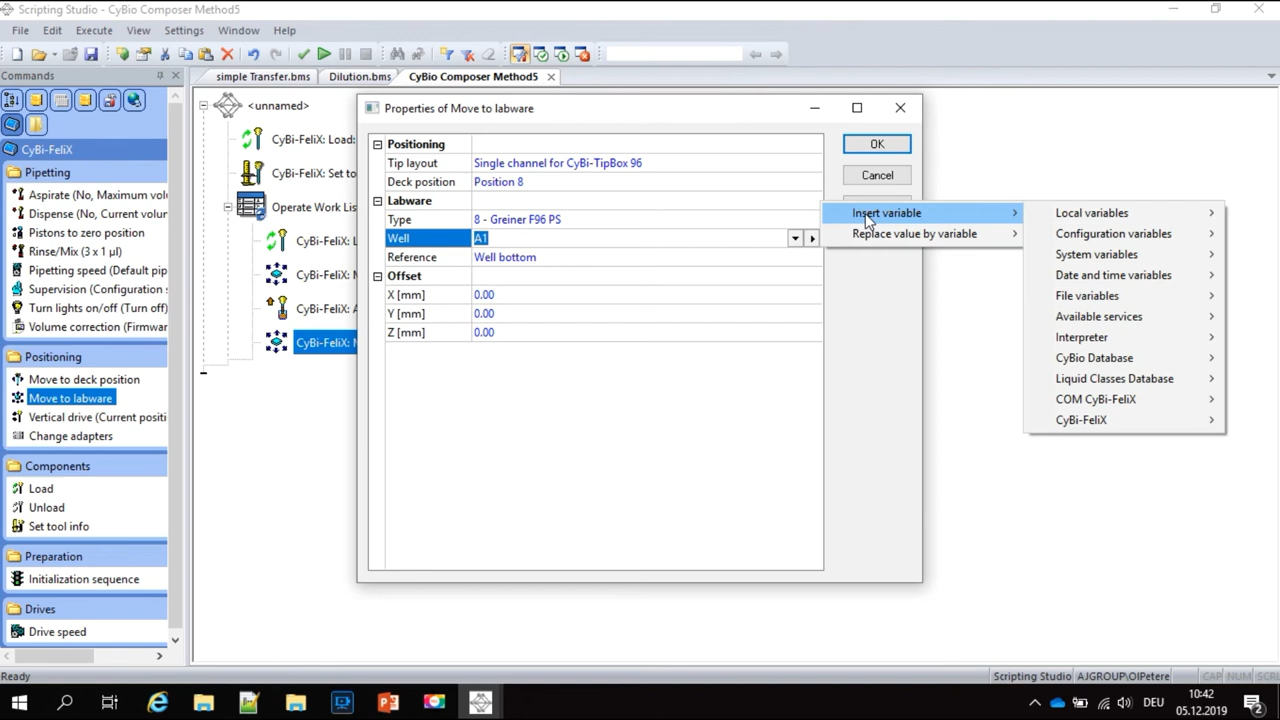 Scripting Studio - CyBio Composer Method5
File Edit Execute View Settings Window Help
Commands
simple Transfer.bms Dilution.bms CyBio Composer Method5
CyBi-FeliX
Pipetting
Aspirate (No, Maximum volu
Dispense (No, Current volun
Pistons to zero position
Rinse/Mix (3 x 1 µl)
Pipetting speed (Defined in l
Supervision (Configuration s
Turn lights on/off (Turn off)
Volume correction (Firmwar
Positioning
Move to deck position
Move to labware
Vertical drive (Current positi
Change adapters
Components
Load
Unload
Set tool info
Preparation
Initialization sequence
Drives
Drive speed
<unnamed>
CyBi-FeliX: Load:
CyBi-FeliX: Set to
Operate Work Lis
CyBi-FeliX: L
CyBi-FeliX: M
CyBi-FeliX: A
CyBi-FeliX: M
Properties of Move to labware
Positioning
Tip layout Single channel for CyBi-TipBox 96
Deck position Position 8
Labware
Type 8 - Greiner F96 PS
Well A1
Reference Well bottom
Offset
X [mm] 0.00
Y [mm] 0.00
Z [mm] 0.00
OK
Cancel
Insert variable
Replace value by variable
Local variables
Configuration variables
System variables
Date and time variables
File variables
Available services
Interpreter
CyBio Database
Liquid Classes Database
COM CyBi-FeliX
CyBi-FeliX
Ready Scripting Studio AJGROUP\OIPetere CAP NUM SCRL
DEU 10:42
05.12.2019
2